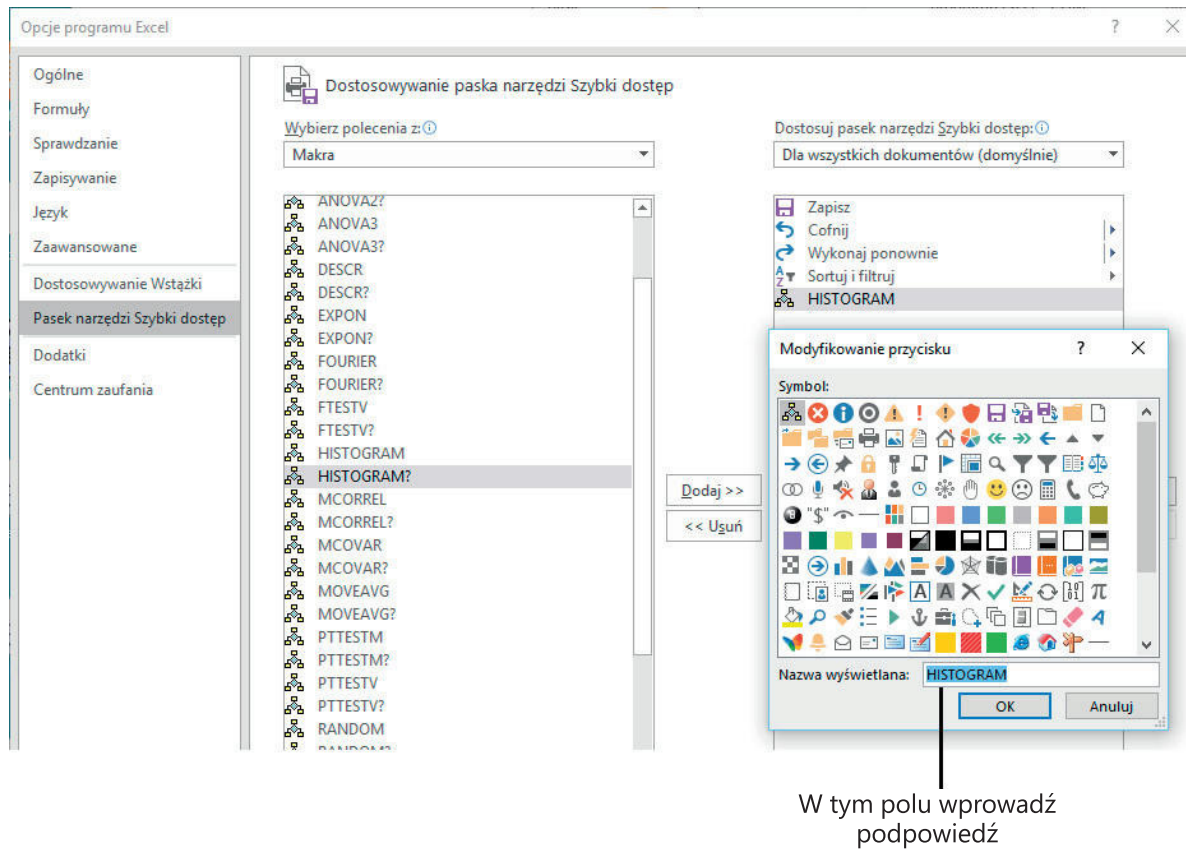 Opcje programu Excel
?
Ogólne
Formuły
Sprawdzanie
Zapisywanie
Język
Zaawansowane
Dostosowywanie Wstążki
Pasek narzędzi Szybki dostęp
Dodatki
Centrum zaufania
Dostosowywanie paska narzędzi Szybki dostęp
Wybierz polecenia z:
Makra
ANOVA2?
ANOVA3
ANOVA3?
DESCR
DESCR?
EXPON
EXPON?
FOURIER
FOURIER?
FTESTV
FTESTV?
HISTOGRAM
HISTOGRAM?
MCORREL
MCORREL?
MCOVAR
MCOVAR?
MOVEAVG
MOVEAVG?
PTTESTM
PTTESTM?
PTTESTV
PTTESTV?
RANDOM
RANDOM?
Dodaj >>
<< Usuń
Dostosuj pasek narzędzi Szybki dostęp:
Dla wszystkich dokumentów (domyślnie)
Zapisz
Cofnij
Wykonaj ponownie
Sortuj i filtruj
HISTOGRAM
Modyfikowanie przycisku
?
Symbol:
Nazwa wyświetlana: HISTOGRAM
OK Anuluj
W tym polu wprowadź
podpowiedź